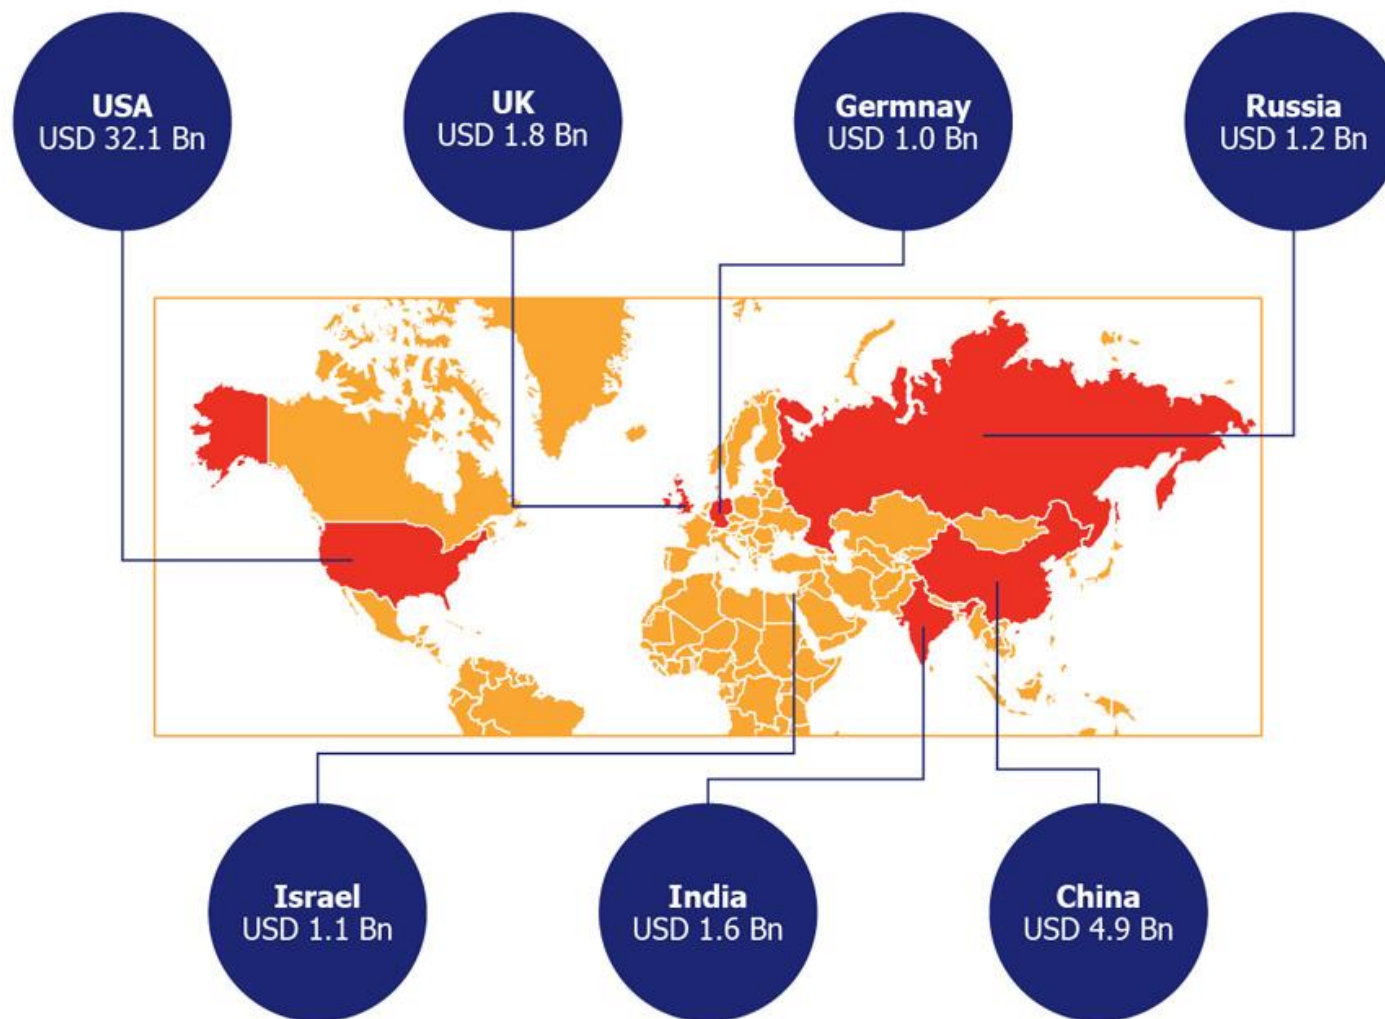 USA
USD 32.1 Bn
UK
USD 1.8 Bn
Germnay
USD 1.0 Bn
Russia
USD 1.2 Bn
Israel
USD 1.1 Bn
India
USD 1.6 Bn
China
USD 4.9 Bn